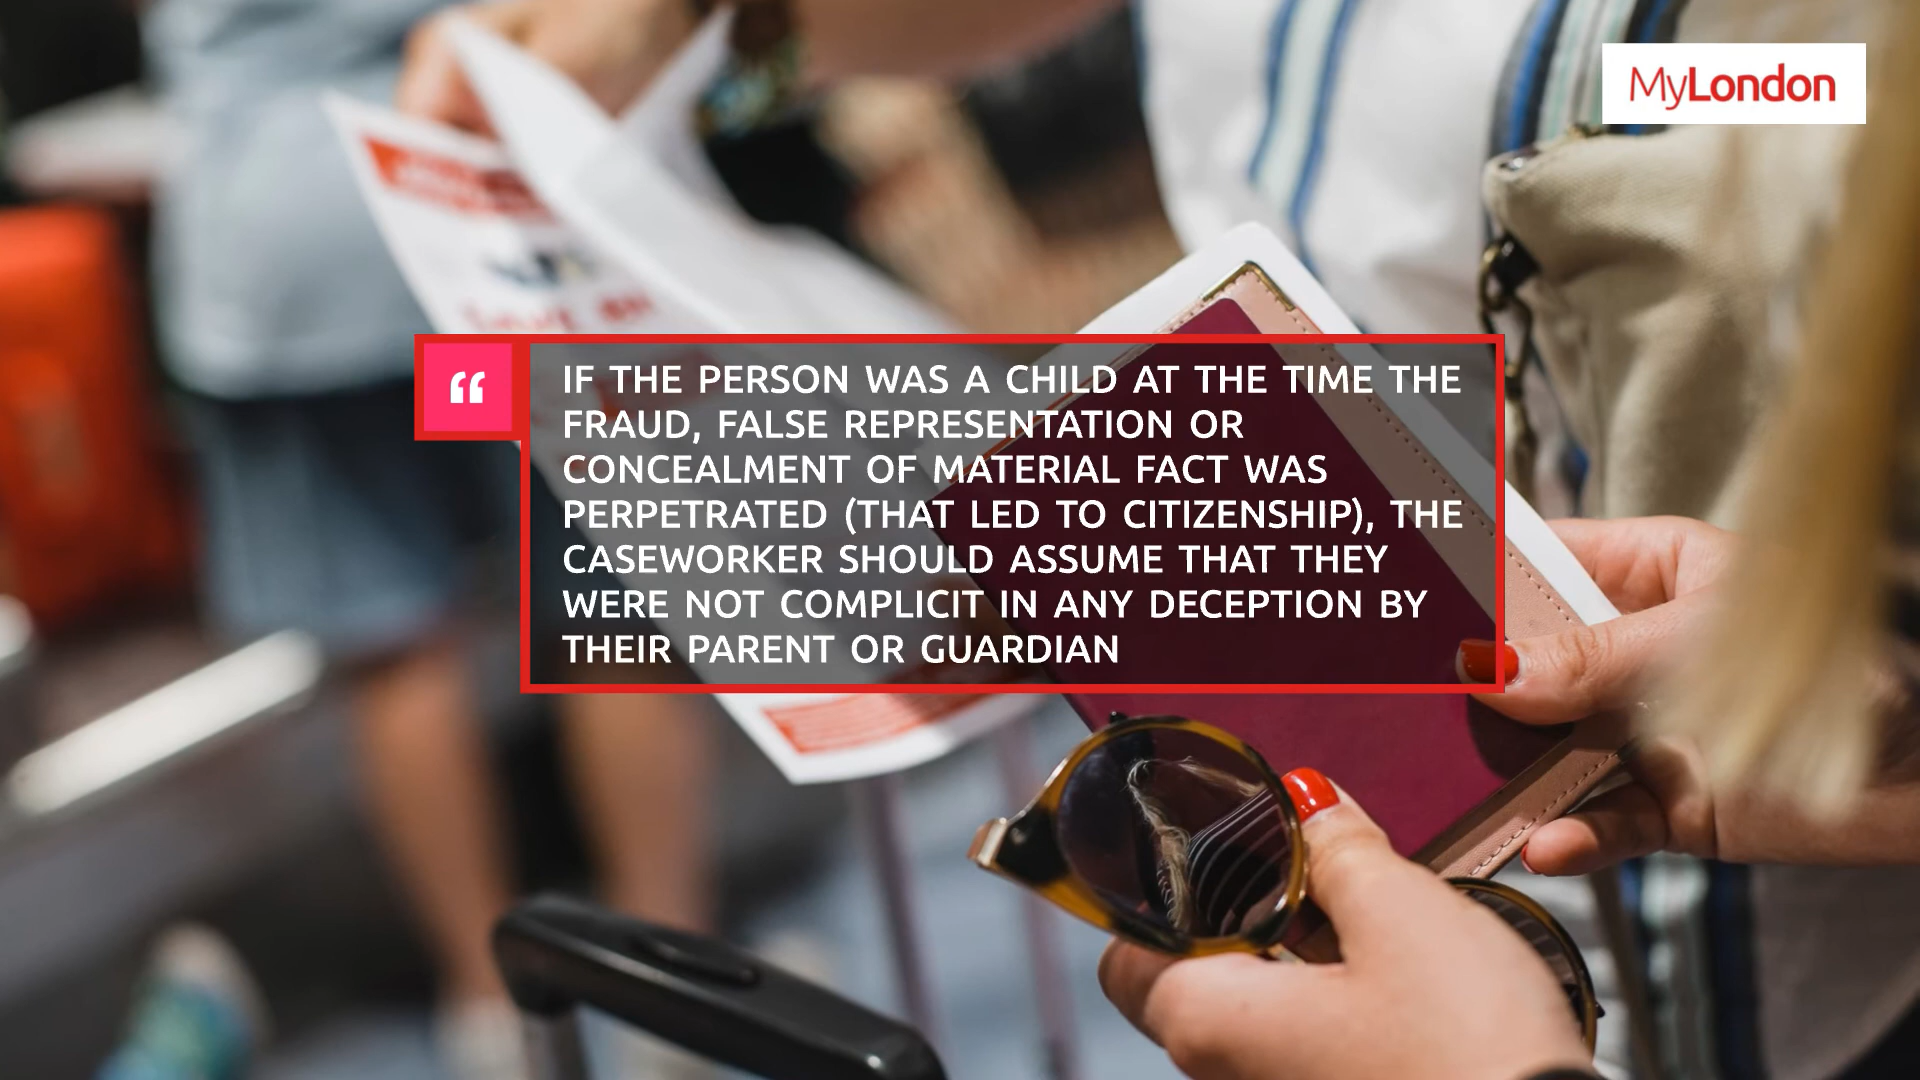 MyLondon
“
IF THE PERSON WAS A CHILD AT THE TIME THE
FRAUD, FALSE REPRESENTATION OR
CONCEALMENT OF MATERIAL FACT WAS
PERPETRATED (THAT LED TO CITIZENSHIP), THE
CASEWORKER SHOULD ASSUME THAT THEY
WERE NOT COMPLICIT IN ANY DECEPTION BY
THEIR PARENT OR GUARDIAN